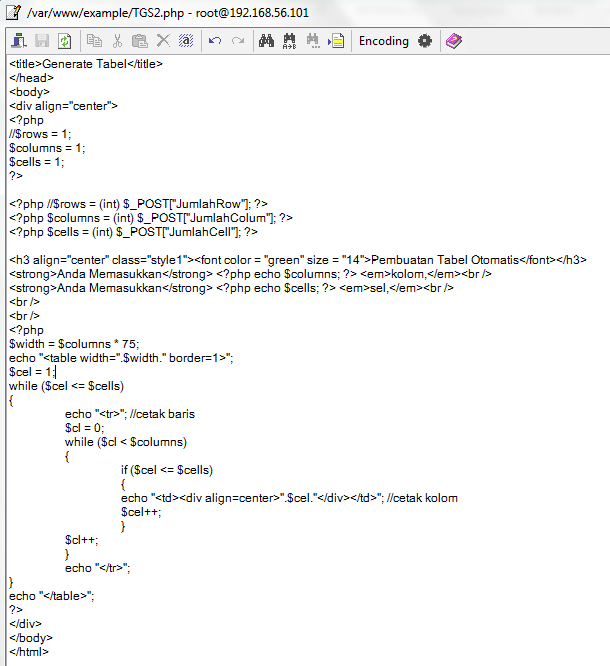 /var/www/example/TGS2.php - root@192.168.56.101
Encoding
<title>Generate Tabel</title>
</head>
<body>
<div align="center">
<?php
//$rows = 1;
$columns = 1;
$cells = 1;
?>
<?php //$rows = (int) $_POST["JumlahRow"]; ?>
<?php $columns = (int) $_POST["JumlahColum"]; ?>
<?php $cells = (int) $_POST["JumlahCell"]; ?>
<h3 align="center" class="style1"><font color = "green" size = "14">Pembuatan Tabel Otomatis</font></h3>
<strong>Anda Memasukkan</strong> <?php echo $columns; ?> <em>kolom,</em><br />
<strong>Anda Memasukkan</strong> <?php echo $cells; ?> <em>sel,</em><br />
<br />
<br />
<?php
$width = $columns * 75;
echo "<table width=".$width." border=1>";
$cel = 1;
while ($cel <= $cells)
{
echo "<tr>"; //cetak baris
$cl = 0;
while ($cl < $columns)
{
if ($cel <= $cells)
{
echo "<td><div align=center>".$cel."</div></td>"; //cetak kolom
$cel++;
}
$cl++;
}
echo "</tr>";
}
echo "</table>";
?>
</div>
</body>
</html>